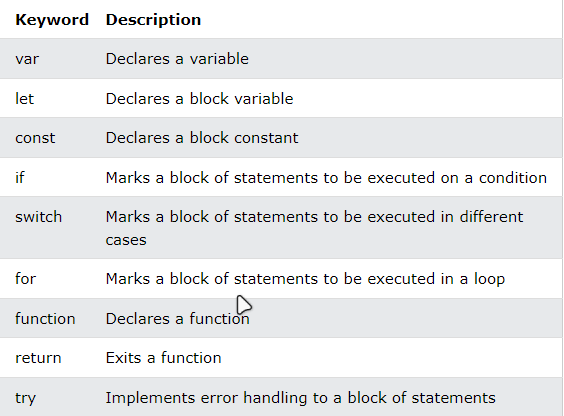 Keyword Description
var Declares a variable
let Declares a block variable
const Declares a block constant
if Marks a block of statements to be executed on a condition
switch Marks a block of statements to be executed in different
cases
for Marks a block of statements to be executed in a loop
function Declares a function
return Exits a function
try Implements error handling to a block of statements